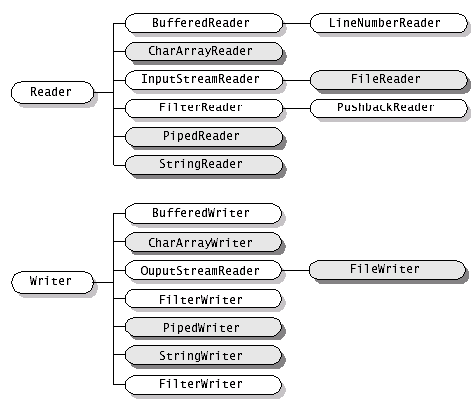 BufferedReader
LineNumberReader
CharArrayReader
Reader
InputStreamReader
FileReader
FilterReader
PushbackReader
PipedReader
StringReader
BufferedWriter
CharArrayWriter
Writer
OuputStreamReader
FileWriter
FilterWriter
PipedWriter
StringWriter
FilterWriter